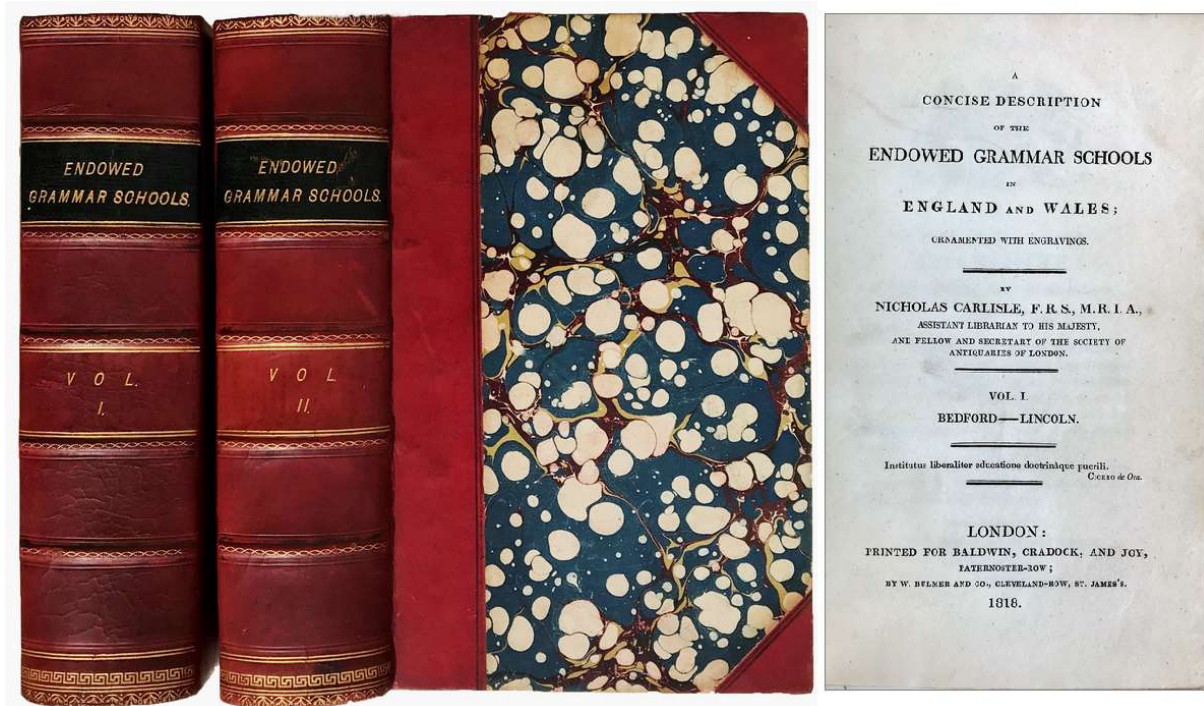 ENDOWED
GRAMMAR SCHOOLS.
VOL.
I.
ENDOWED
GRAMMAR SCHOOLS.
VOL
II.
A
CONCISE DESCRIPTION
OF THE
ENDOWED GRAMMAR SCHOOLS
IN
ENGLAND AND WALES;
ORNAMENTED WITH ENGRAVINGS.
BY
NICHOLAS CARLISLE, F.R.S., M.R.I.A.,
ASSISTANT LIBRARIAN TO HIS MAJESTY,
AND FELLOW AND SECRETARY OF THE SOCIETY OF
ANTIQUARIES OF LONDON.
VOL. I.
BEDFORD—LINCOLN.
Institutus liberaliter educatione doctrinâque puerili.
CICERO de Ora.
LONDON:
PRINTED FOR BALDWIN, CRADOCK, AND JOY,
PATERNOSTER-ROW;
BY W. BULMER AND CO., CLEVELAND-ROW, ST. JAMES'S.
1818.